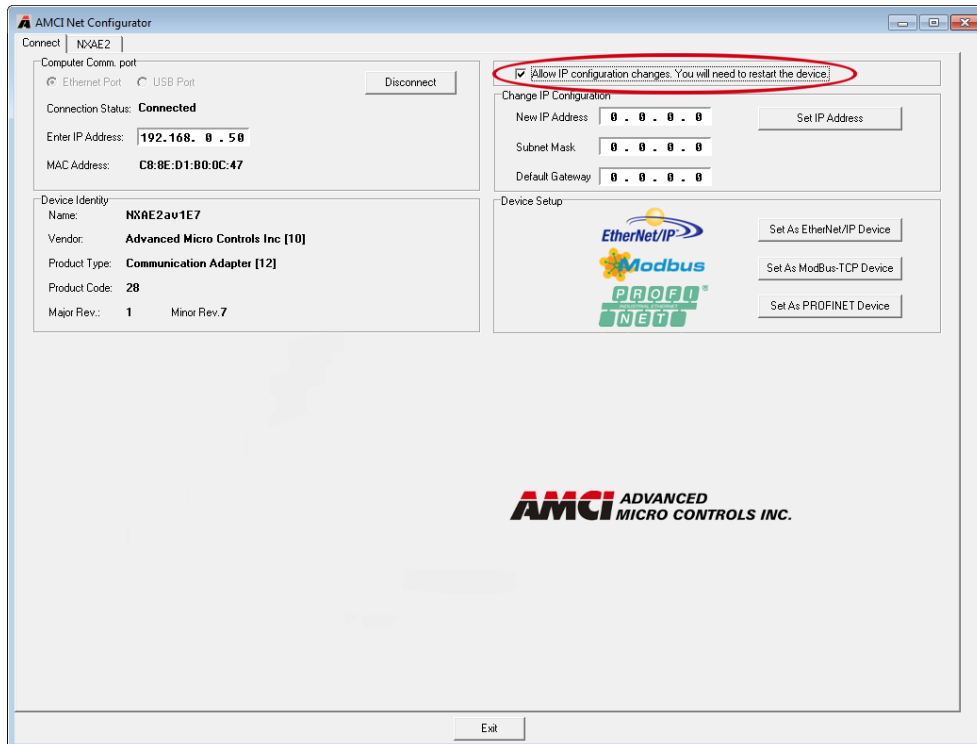 AMCI Net Configurator
Connect NXAE2
Computer Comm. port
Ethernet Port USB Port
Disconnect
Connection Status: Connected
Enter IP Address: 192.168. 0 . 50
MAC Address: C8:8E:D1:B0:0C:47
Allow IP configuration changes. You will need to restart the device.
Change IP Configuration
New IP Address 0 . 0 . 0 . 0
Set IP Address
Subnet Mask 0 . 0 . 0 . 0
Default Gateway 0 . 0 . 0 . 0
Device Identity
Name: NXAE2av1E7
Vendor: Advanced Micro Controls Inc [10]
Product Type: Communication Adapter [12]
Product Code: 28
Major Rev.: 1 Minor Rev.7
Device Setup
EtherNet/IP
Set As EtherNet/IP Device
Modbus
Set As ModBus-TCP Device
PROFI®
INDUSTRIAL ETHERNET
NET
Set As PROFINET Device
AMCI ADVANCED
MICRO CONTROLS INC.
Exit